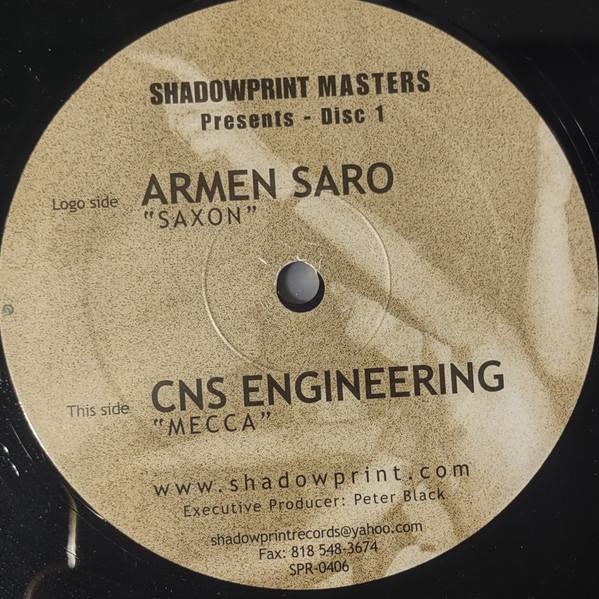 SHADOWPRINT MASTERS
Presents - Disc 1
Logo side ARMEN SARO
"SAXON"
This side CNS ENGINEERING
"MECCA"
www.shadowprint.com
Executive Producer: Peter Black
shadowprintrecords@yahoo.com
Fax: 818 548-3674
SPR-0406